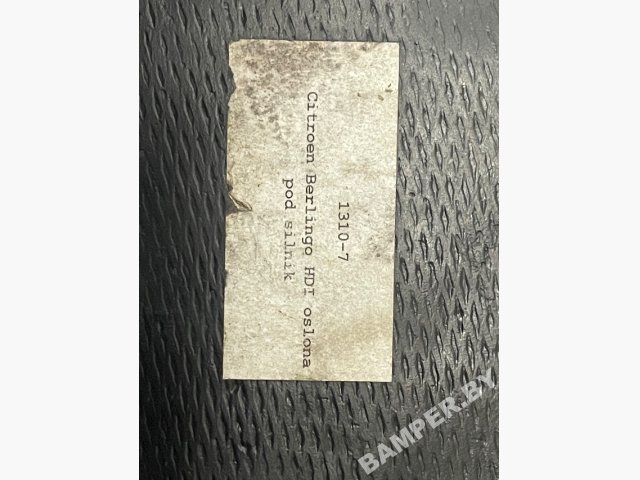 1310-7
Citroen Berlingo HDI oslona
pod silnik
BAMPER.BY